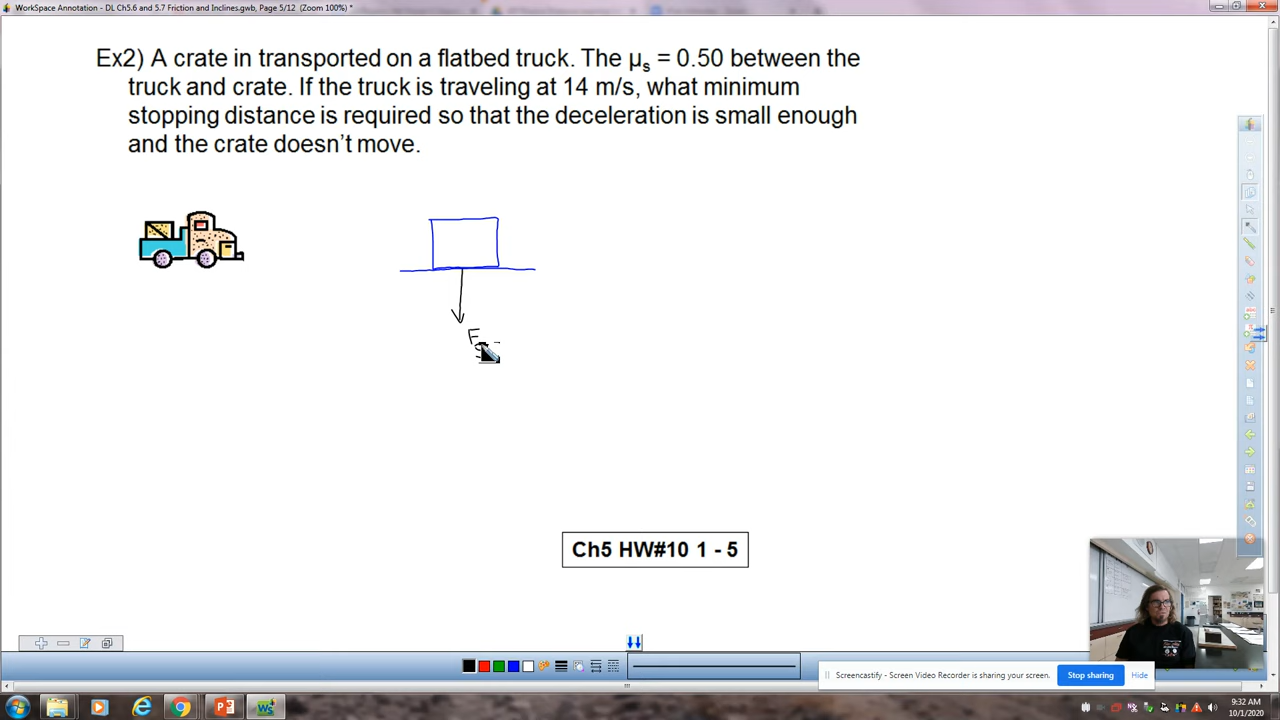 WorkSpace Annotation - DL Ch5.6 and 5.7 Friction and Inclines.gwb, Page 5/12 (Zoom 100%) *
Ex2) A crate in transported on a flatbed truck. The μs = 0.50 between the
truck and crate. If the truck is traveling at 14 m/s, what minimum
stopping distance is required so that the deceleration is small enough
and the crate doesn't move.
F
Ch5 HW#10 1 - 5
Screencastify - Screen Video Recorder is sharing your screen.
Stop sharing
Hide
9:32 AM
10/1/2020